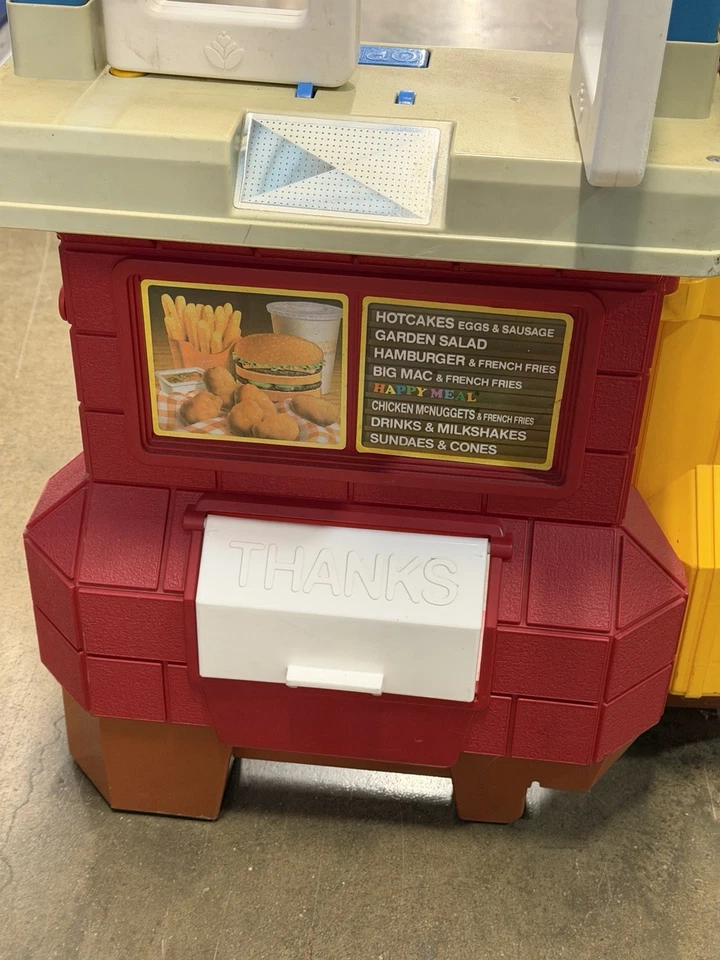 HOTCAKES EGGS & SAUSAGE
GARDEN SALAD
HAMBURGER & FRENCH FRIES
BIG MAC & FRENCH FRIES
HAPPY MEAL
CHICKEN McNUGGETS & FRENCH FRIES
DRINKS & MILKSHAKES
SUNDAES & CONES
THANKS